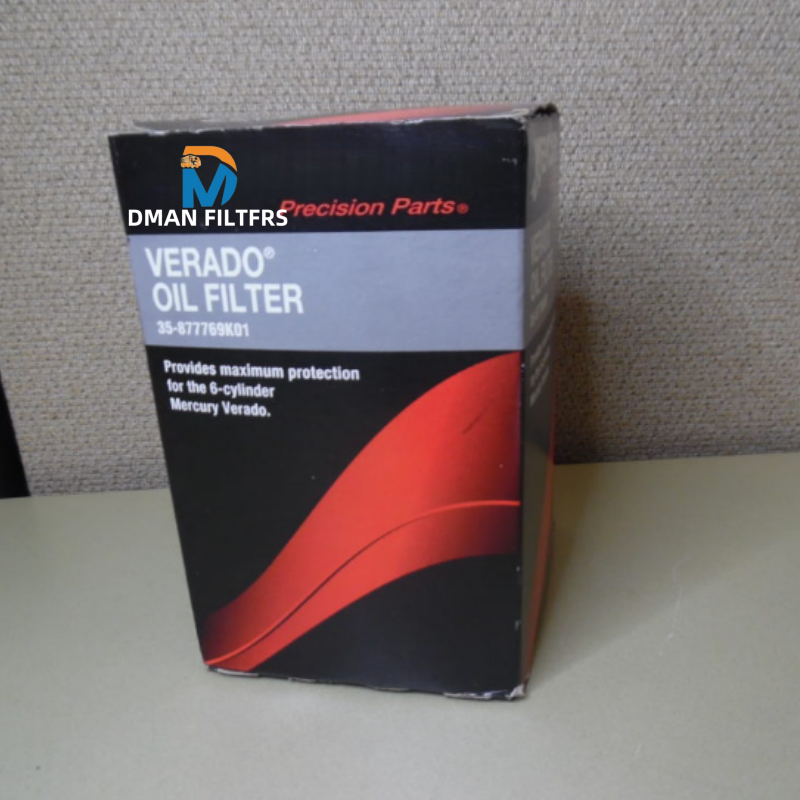 DMAN FILTFRS
Precision Parts®
VERADO®
OIL FILTER
35-877769K01
Provides maximum protection
for the 6-cylinder
Mercury Verado.